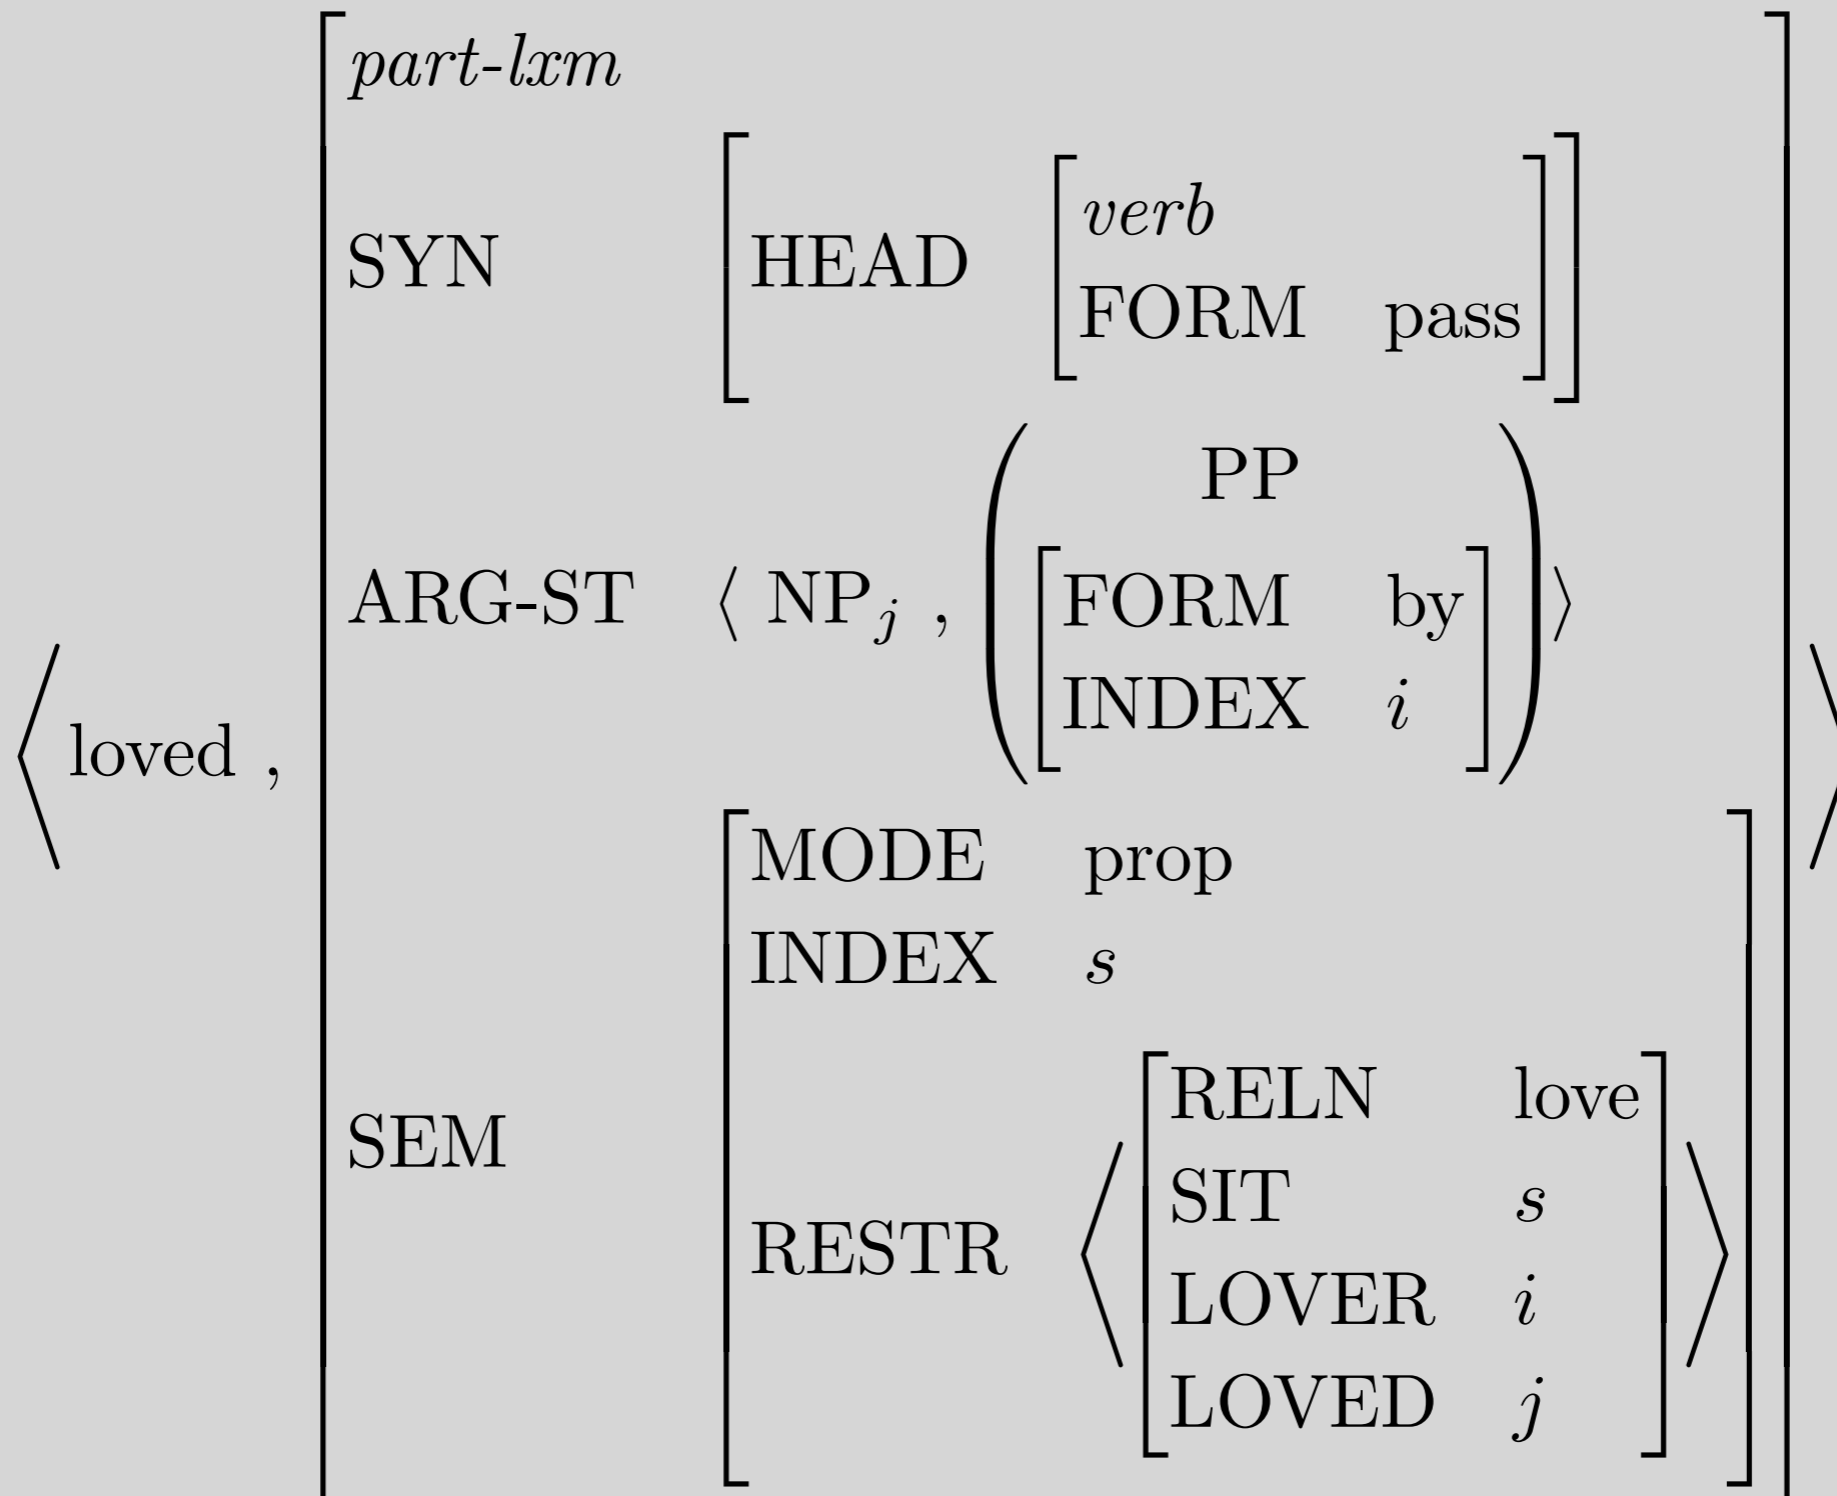 part-lxm
verb
SYN [HEAD
FORM pass]
PP
ARG-ST ⟨ NP_j , ( [FORM by] ) ⟩
INDEX i
⟨ loved ,
MODE prop
INDEX s
RELN love
SEM
SIT s
RESTR ⟨ ⟩
LOVER i
LOVED j